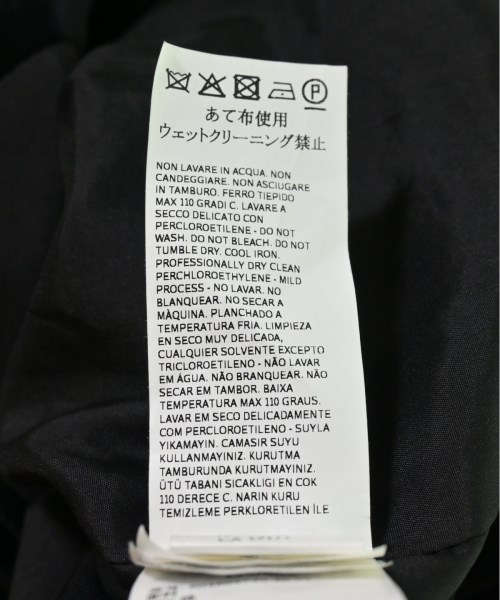 P
あて布使用
ウェットクリーニング禁止
NON LAVARE IN ACQUA. NON
CANDEGGIARE. NON ASCIUGARE
IN TAMBURO. FERRO TIEPIDO
MAX 110 GRADI C. LAVARE A
SECCO DELICATO CON
PERCLOROETILENE - DO NOT
WASH. DO NOT BLEACH. DO NOT
TUMBLE DRY. COOL IRON.
PROFESSIONALLY DRY CLEAN
PERCHLOROETHYLENE - MILD
PROCESS - NO LAVAR. NO
BLANQUEAR. NO SECAR A
MÀQUINA. PLANCHADO A
TEMPERATURA FRIA. LIMPIEZA
EN SECO MUY DELICADA,
CUALQUIER SOLVENTE EXCEPTO
TRICLOROETILENO - NÃO LAVAR
EM ÁGUA. NÃO BRANQUEAR. NÃO
SECAR EM TAMBOR. BAIXA
TEMPERATURA MAX 110 GRAUS.
LAVAR EM SECO DELICADAMENTE
COM PERCLOROETILENO - SUYLA
YIKAMAYIN. CAMASIR SUYU
KULLANMAYINIZ. KURUTMA
TAMBURUNDA KURUTMAYINIZ.
ÜTÜ TABANI SICAKLIGI EN COK
110 DERECE C. NARİN KURU
TEMIZLEME PERKLORETILEN İLE